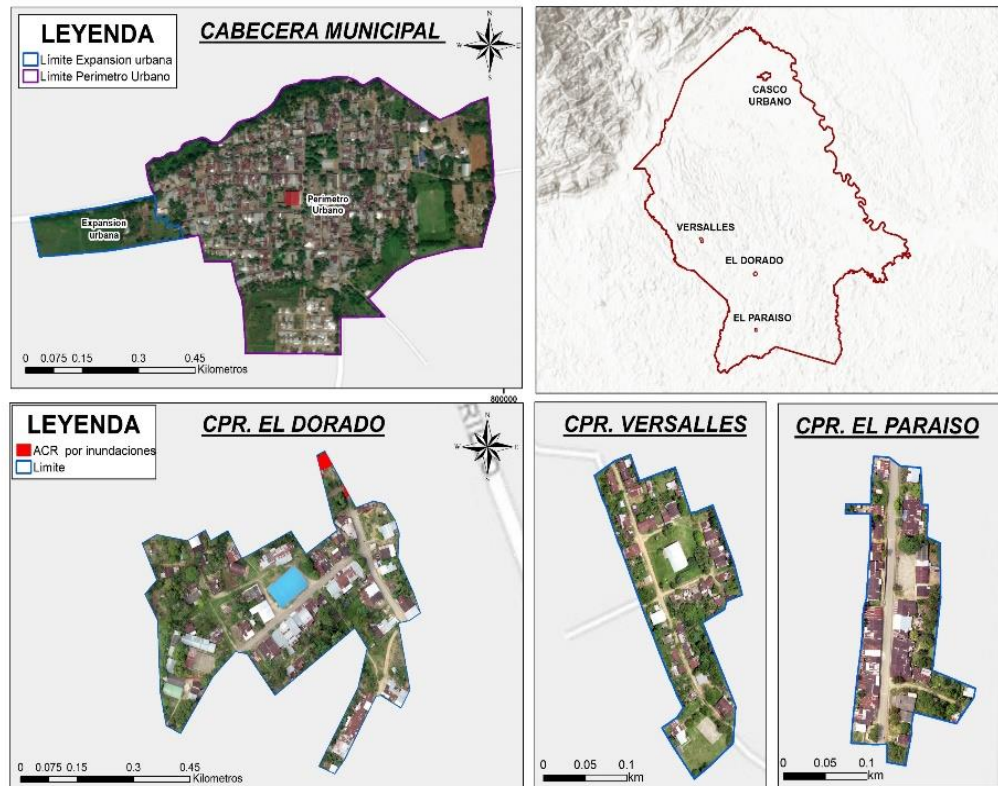 LEYENDA
Límite Expansion urbana
Límite Perimetro Urbano
CABECERA MUNICIPAL
N
W
E
S
Expansion
urbana
Perímetro
Urbano
0 0.075 0.15 0.3 0.45
Kilometros
CASCO
URBANO
VERSALLES
EL DORADO
EL PARAISO
800000
LEYENDA
ACR por inundaciones
Límite
CPR. EL DORADO
N
W
E
S
0 0.075 0.15 0.3 0.45
Kilometros
CPR. VERSALLES
0 0.05 0.1
km
CPR. EL PARAISO
0 0.05 0.1
km